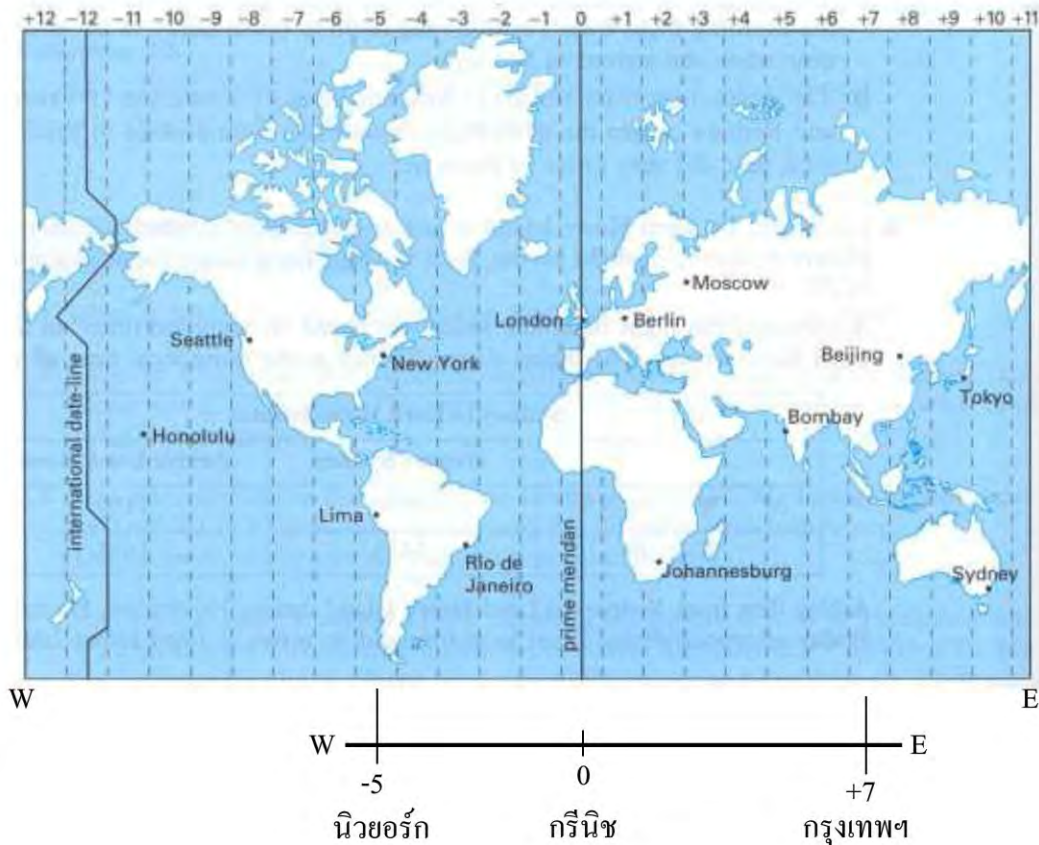 +12 -12 -11 -10 -9 -8 -7 -6 -5 -4 -3 -2 -1 0 +1 +2 +3 +4 +5 +6 +7 +8 +9 +10 +11
Moscow
London
Berlin
Seattle
New York
Beijing
Tokyo
Bombay
Honolulu
international date-line
Lima
Rio de
Janeiro
prime meridan
Johannesburg
Sydney
W E
W E
-5 0 +7
นิวยอร์ก กรีนิช กรุงเทพฯ